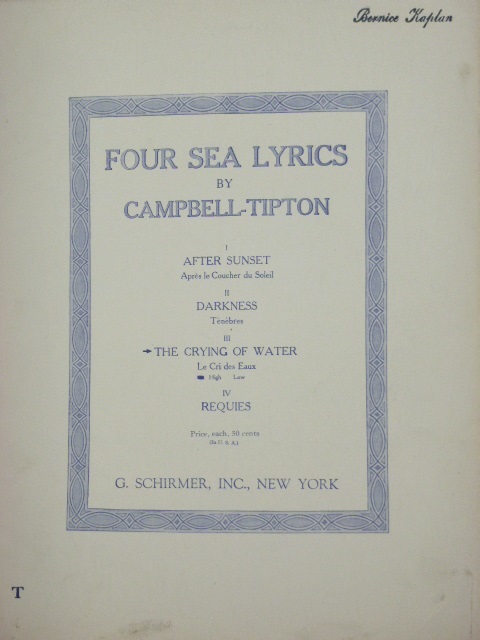 Bernice Kaplan
FOUR SEA LYRICS
BY
CAMPBELL-TIPTON
I
AFTER SUNSET
Après le Coucher du Soleil
II
DARKNESS
Ténèbres
III
THE CRYING OF WATER
Le Cri des Eaux
High Low
IV
REQUIES
Price, each, 50 cents
(In U. S. A.)
G. SCHIRMER, INC., NEW YORK
T